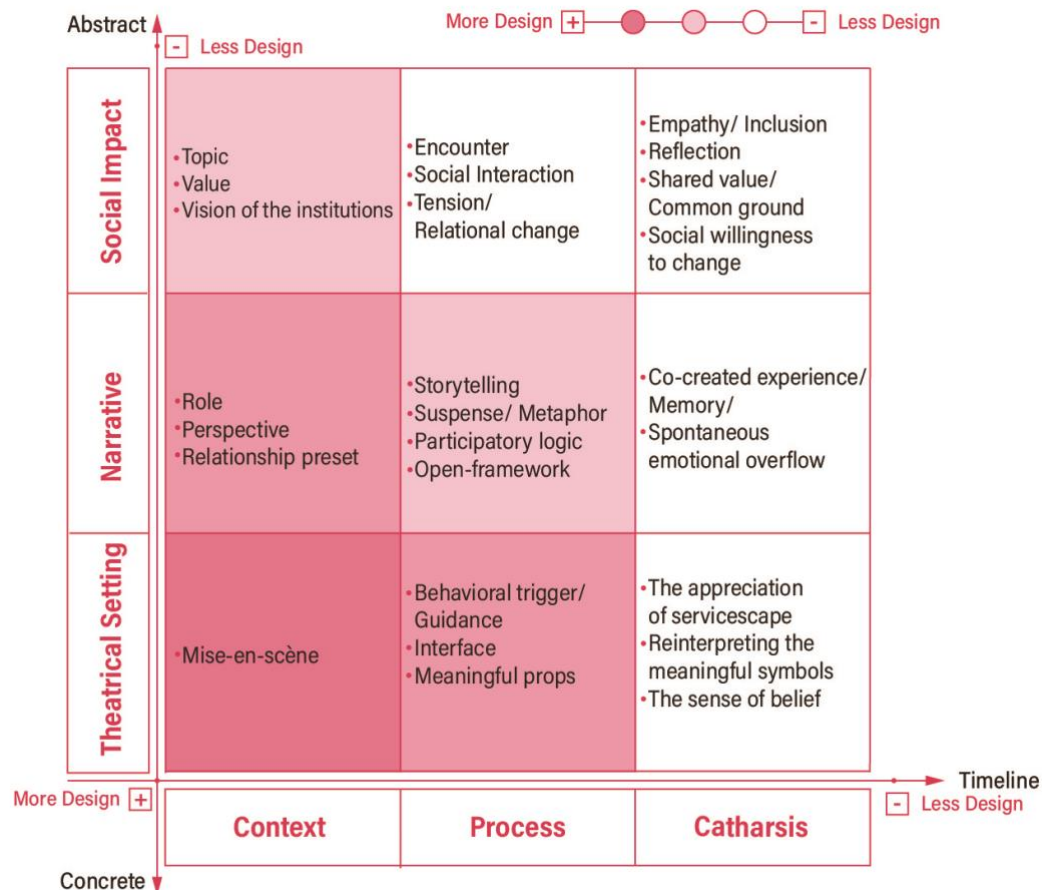 Abstract
More Design + - Less Design
- Less Design
Social Impact
• Topic
• Value
• Vision of the institutions
• Encounter
• Social Interaction
• Tension/
Relational change
• Empathy/ Inclusion
• Reflection
• Shared value/
Common ground
• Social willingness
to change
Narrative
• Role
• Perspective
• Relationship preset
• Storytelling
• Suspense/ Metaphor
• Participatory logic
• Open-framework
• Co-created experience/
Memory/
• Spontaneous
emotional overflow
Theatrical Setting
• Mise-en-scène
• Behavioral trigger/
Guidance
• Interface
• Meaningful props
• The appreciation
of servicescape
• Reinterpreting the
meaningful symbols
• The sense of belief
Timeline
More Design +
- Less Design
Context
Process
Catharsis
Concrete